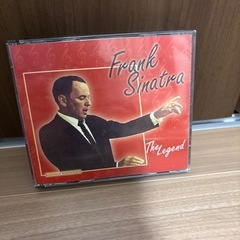 Frank
Sinatra
The Legend